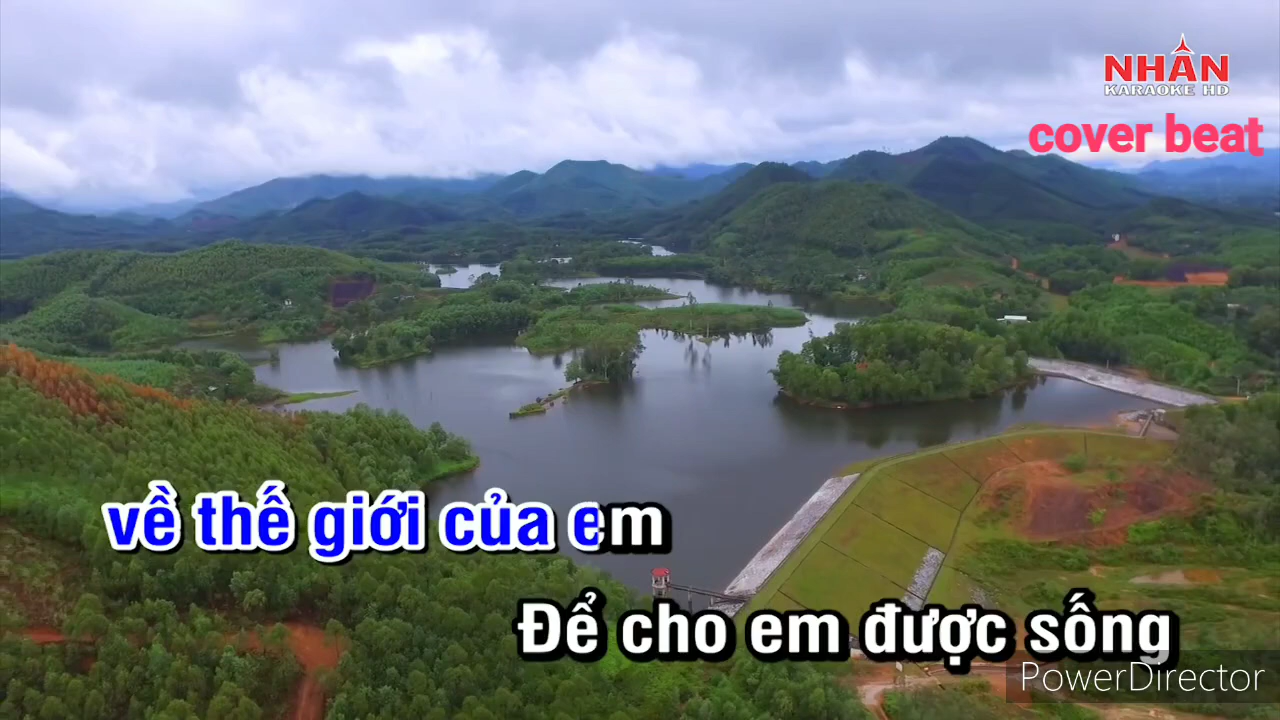 NHÂN
KARAOKE HD
cover beat
về thế giới của em
Để cho em được sống
PowerDirector